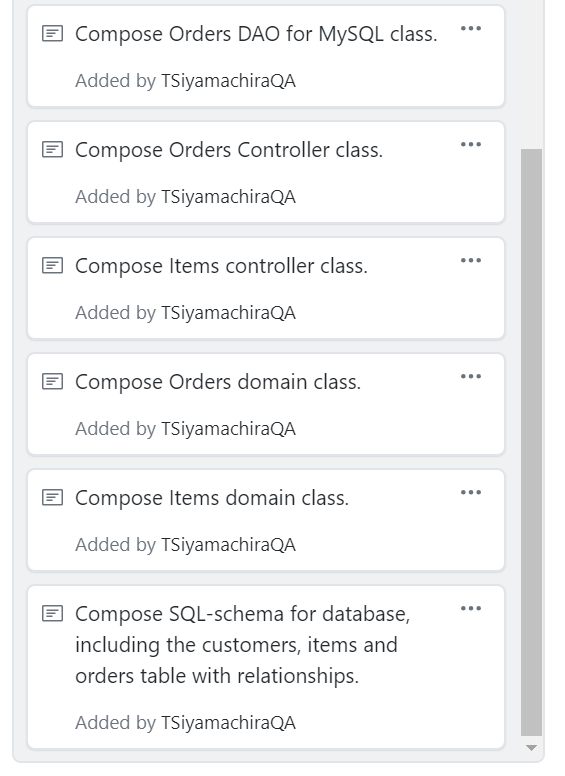 Compose Orders DAO for MySQL class.
Added by TSiyamachiraQA
Compose Orders Controller class.
Added by TSiyamachiraQA
Compose Items controller class.
Added by TSiyamachiraQA
Compose Orders domain class.
Added by TSiyamachiraQA
Compose Items domain class.
Added by TSiyamachiraQA
Compose SQL-schema for database,
including the customers, items and
orders table with relationships.
Added by TSiyamachiraQA